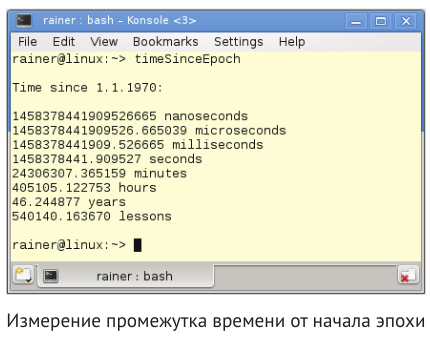 rainer : bash – Konsole <3>
File Edit View Bookmarks Settings Help
rainer@linux:~> timeSinceEpoch
Time since 1.1.1970:
1458378441909526665 nanoseconds
1458378441909526.665039 microseconds
1458378441909.526665 milliseconds
1458378441.909527 seconds
24306307.365159 minutes
405105.122753 hours
46.244877 years
540140.163670 lessons
rainer@linux:~>
rainer : bash
Измерение промежутка времени от начала эпохи